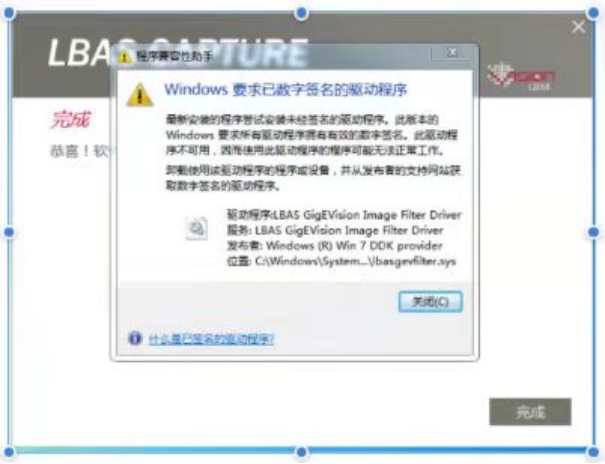 LBAS CAPTURE
程序兼容性助手
Windows 要求已数字签名的驱动程序
完成
恭喜！软
最新安装的程序尝试安装未经签名的驱动程序。此版本的
Windows 要求所有驱动程序拥有有效的数字签名。此驱动程
序不可用，因而使用此驱动程序的程序可能无法正常工作。
卸载使用该驱动程序的程序或设备，并从发布者的支持网站获
取数字签名的驱动程序。
驱动程序:LBAS GigEVision Image Filter Driver
服务: LBAS GigEVision Image Filter Driver
发布者: Windows (R) Win 7 DDK provider
位置: C:\Windows\System...\lbasgevfilter.sys
关闭(C)
什么是已签名的驱动程序?
完成